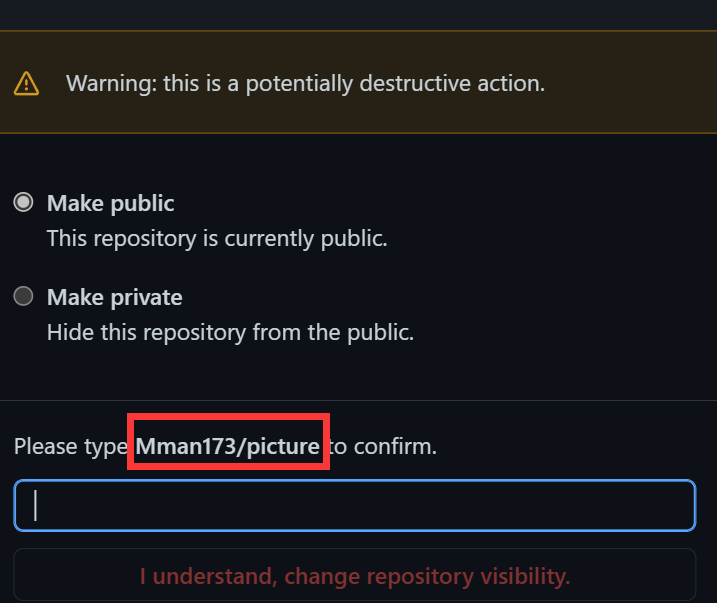 Warning: this is a potentially destructive action.
Make public
This repository is currently public.
Make private
Hide this repository from the public.
Please type Mman173/picture to confirm.
I understand, change repository visibility.